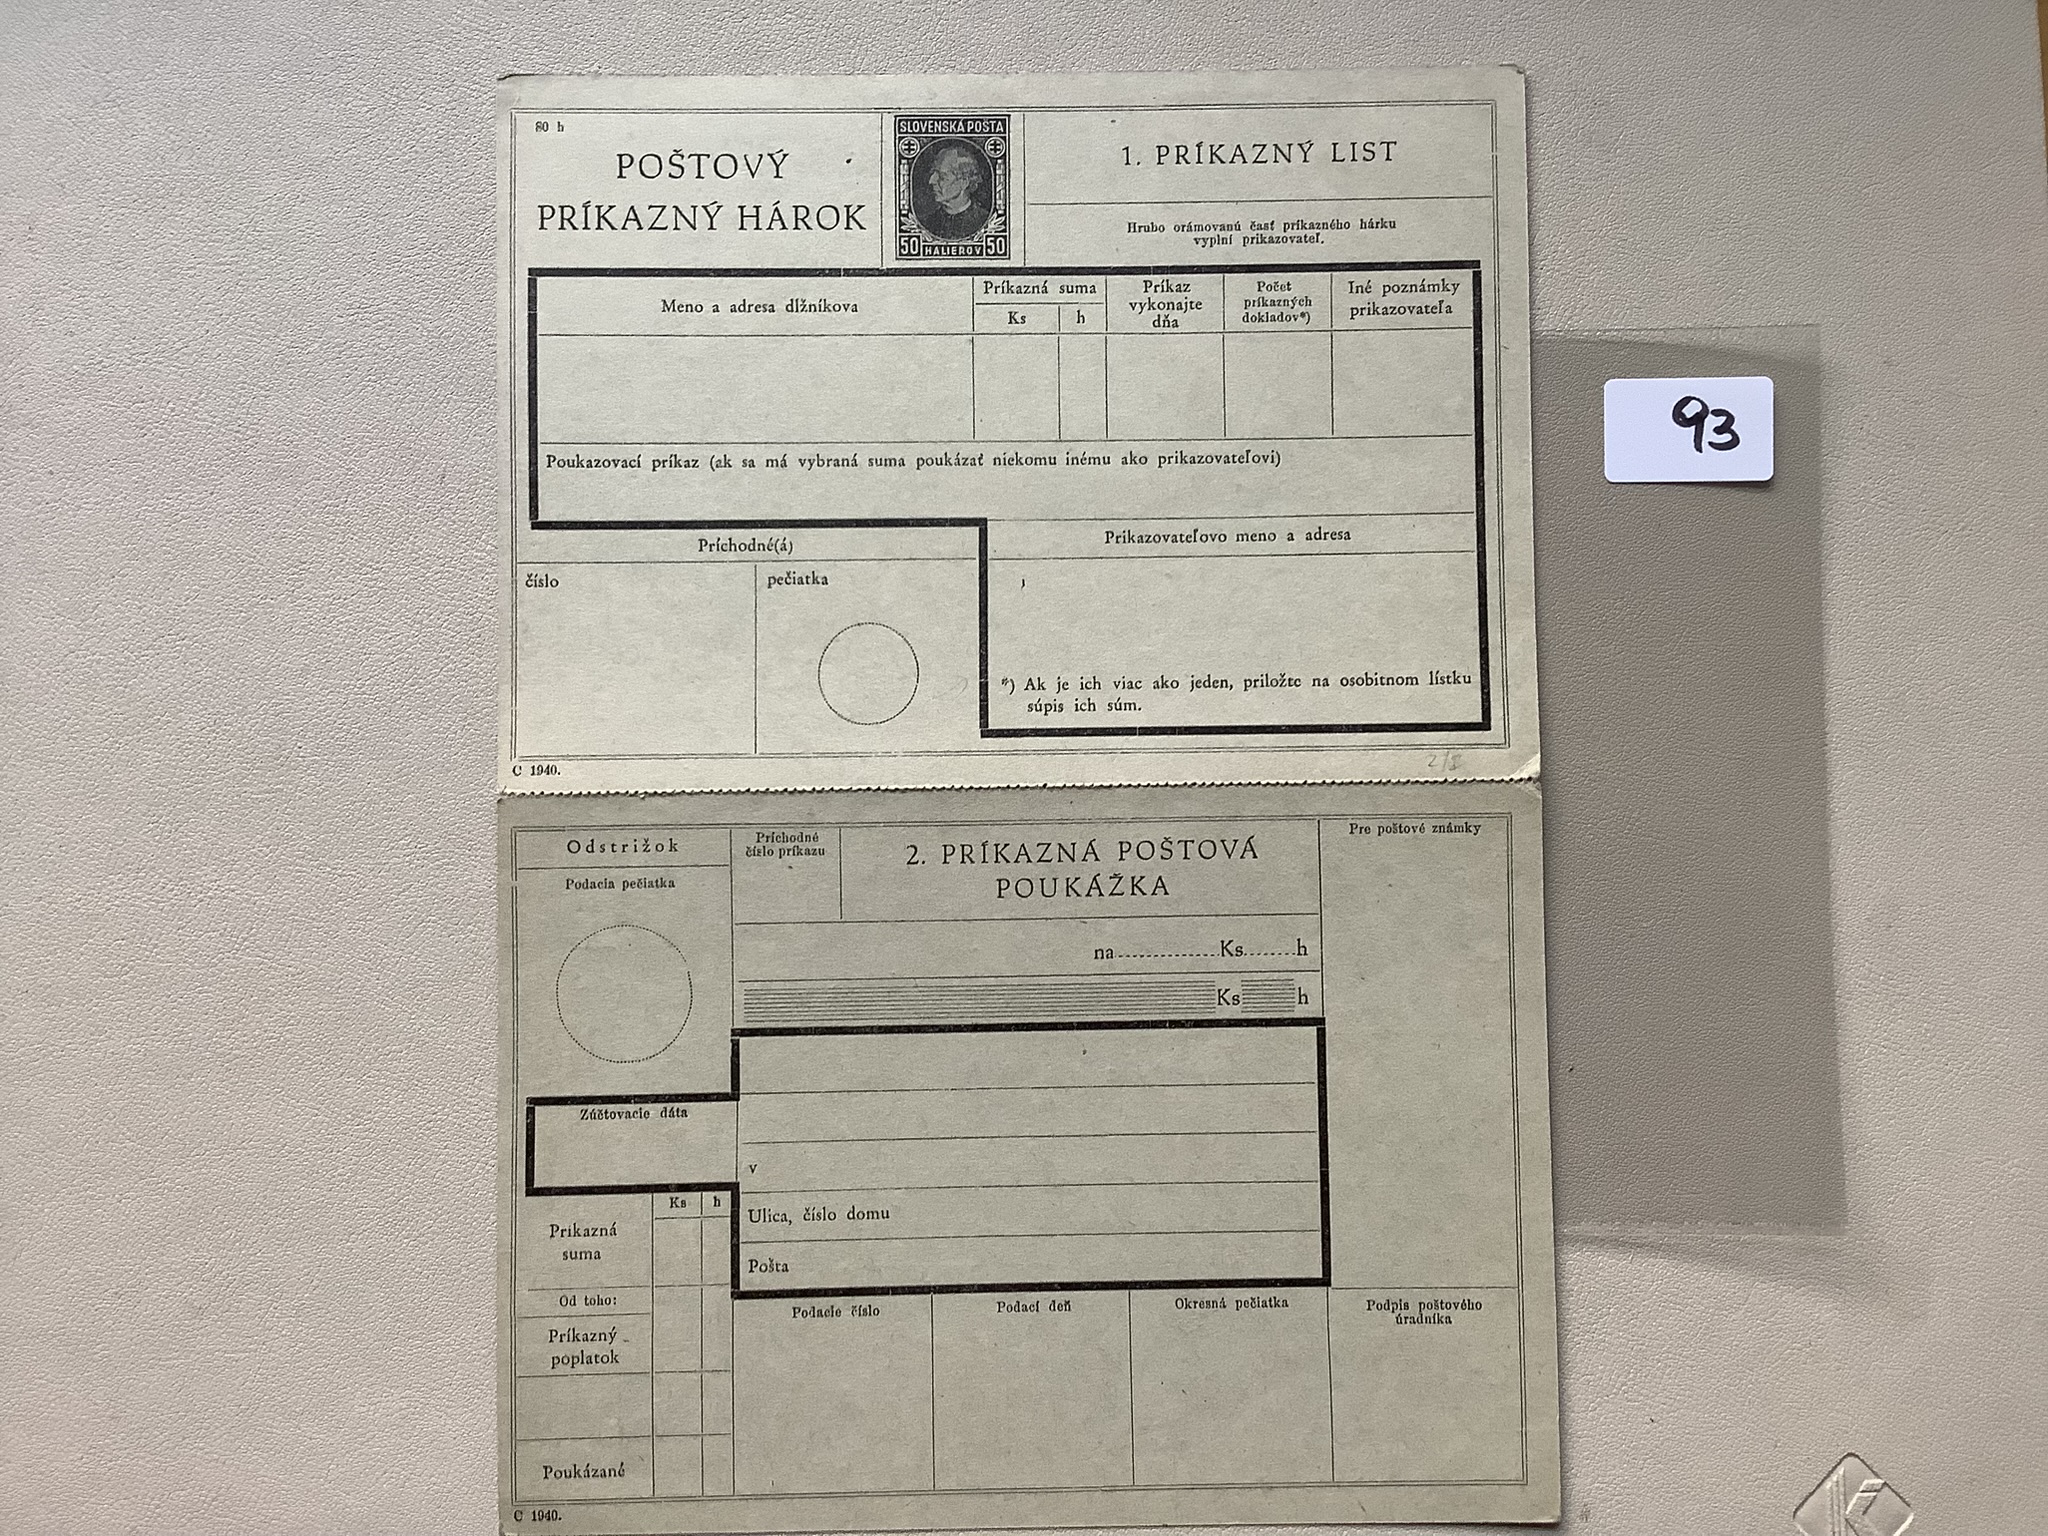 80 h
POŠTOVÝ
PRÍKAZNÝ HÁROK
SLOVENSKÁ POŠTA
50 HALIEROV 50
1. PRÍKAZNÝ LIST
Hrubo orámovanú časť príkazného hárku
vyplní prikazovateľ.
Meno a adresa dlžníkova
Príkazná suma
Ks
h
Príkaz
vykonajte
dňa
Počet
príkazných
dokladov*)
Iné poznámky
prikazovateľa
Poukazovací príkaz (ak sa má vybraná suma poukázať niekomu inému ako prikazovateľovi)
Príchodné(á)
číslo
pečiatka
Prikazovateľovo meno a adresa
*) Ak je ich viac ako jeden, priložte na osobitnom lístku
súpis ich súm.
C 1940.
93
Odstrižok
Podacia pečiatka
Príchodné
číslo príkazu
2. PRÍKAZNÁ POŠTOVÁ
POUKÁŽKA
Pre poštové známky
na Ks h
Ks h
Zúčtovacie dáta
v
Ulica, číslo domu
Pošta
Ks
h
Príkazná
suma
Od toho:
Príkazný
poplatok
Poukázané
Podacie číslo
Podací deň
Okresná pečiatka
Podpis poštového
úradníka
C 1940.